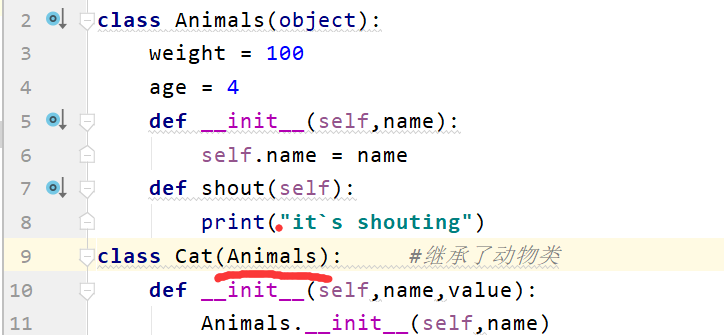 2 class Animals(object):
3 weight = 100
4 age = 4
5 def __init__(self,name):
6 self.name = name
7 def shout(self):
8 print("it`s shouting")
9 class Cat(Animals): #继承了动物类
10 def __init__(self,name,value):
11 Animals.__init__(self,name)